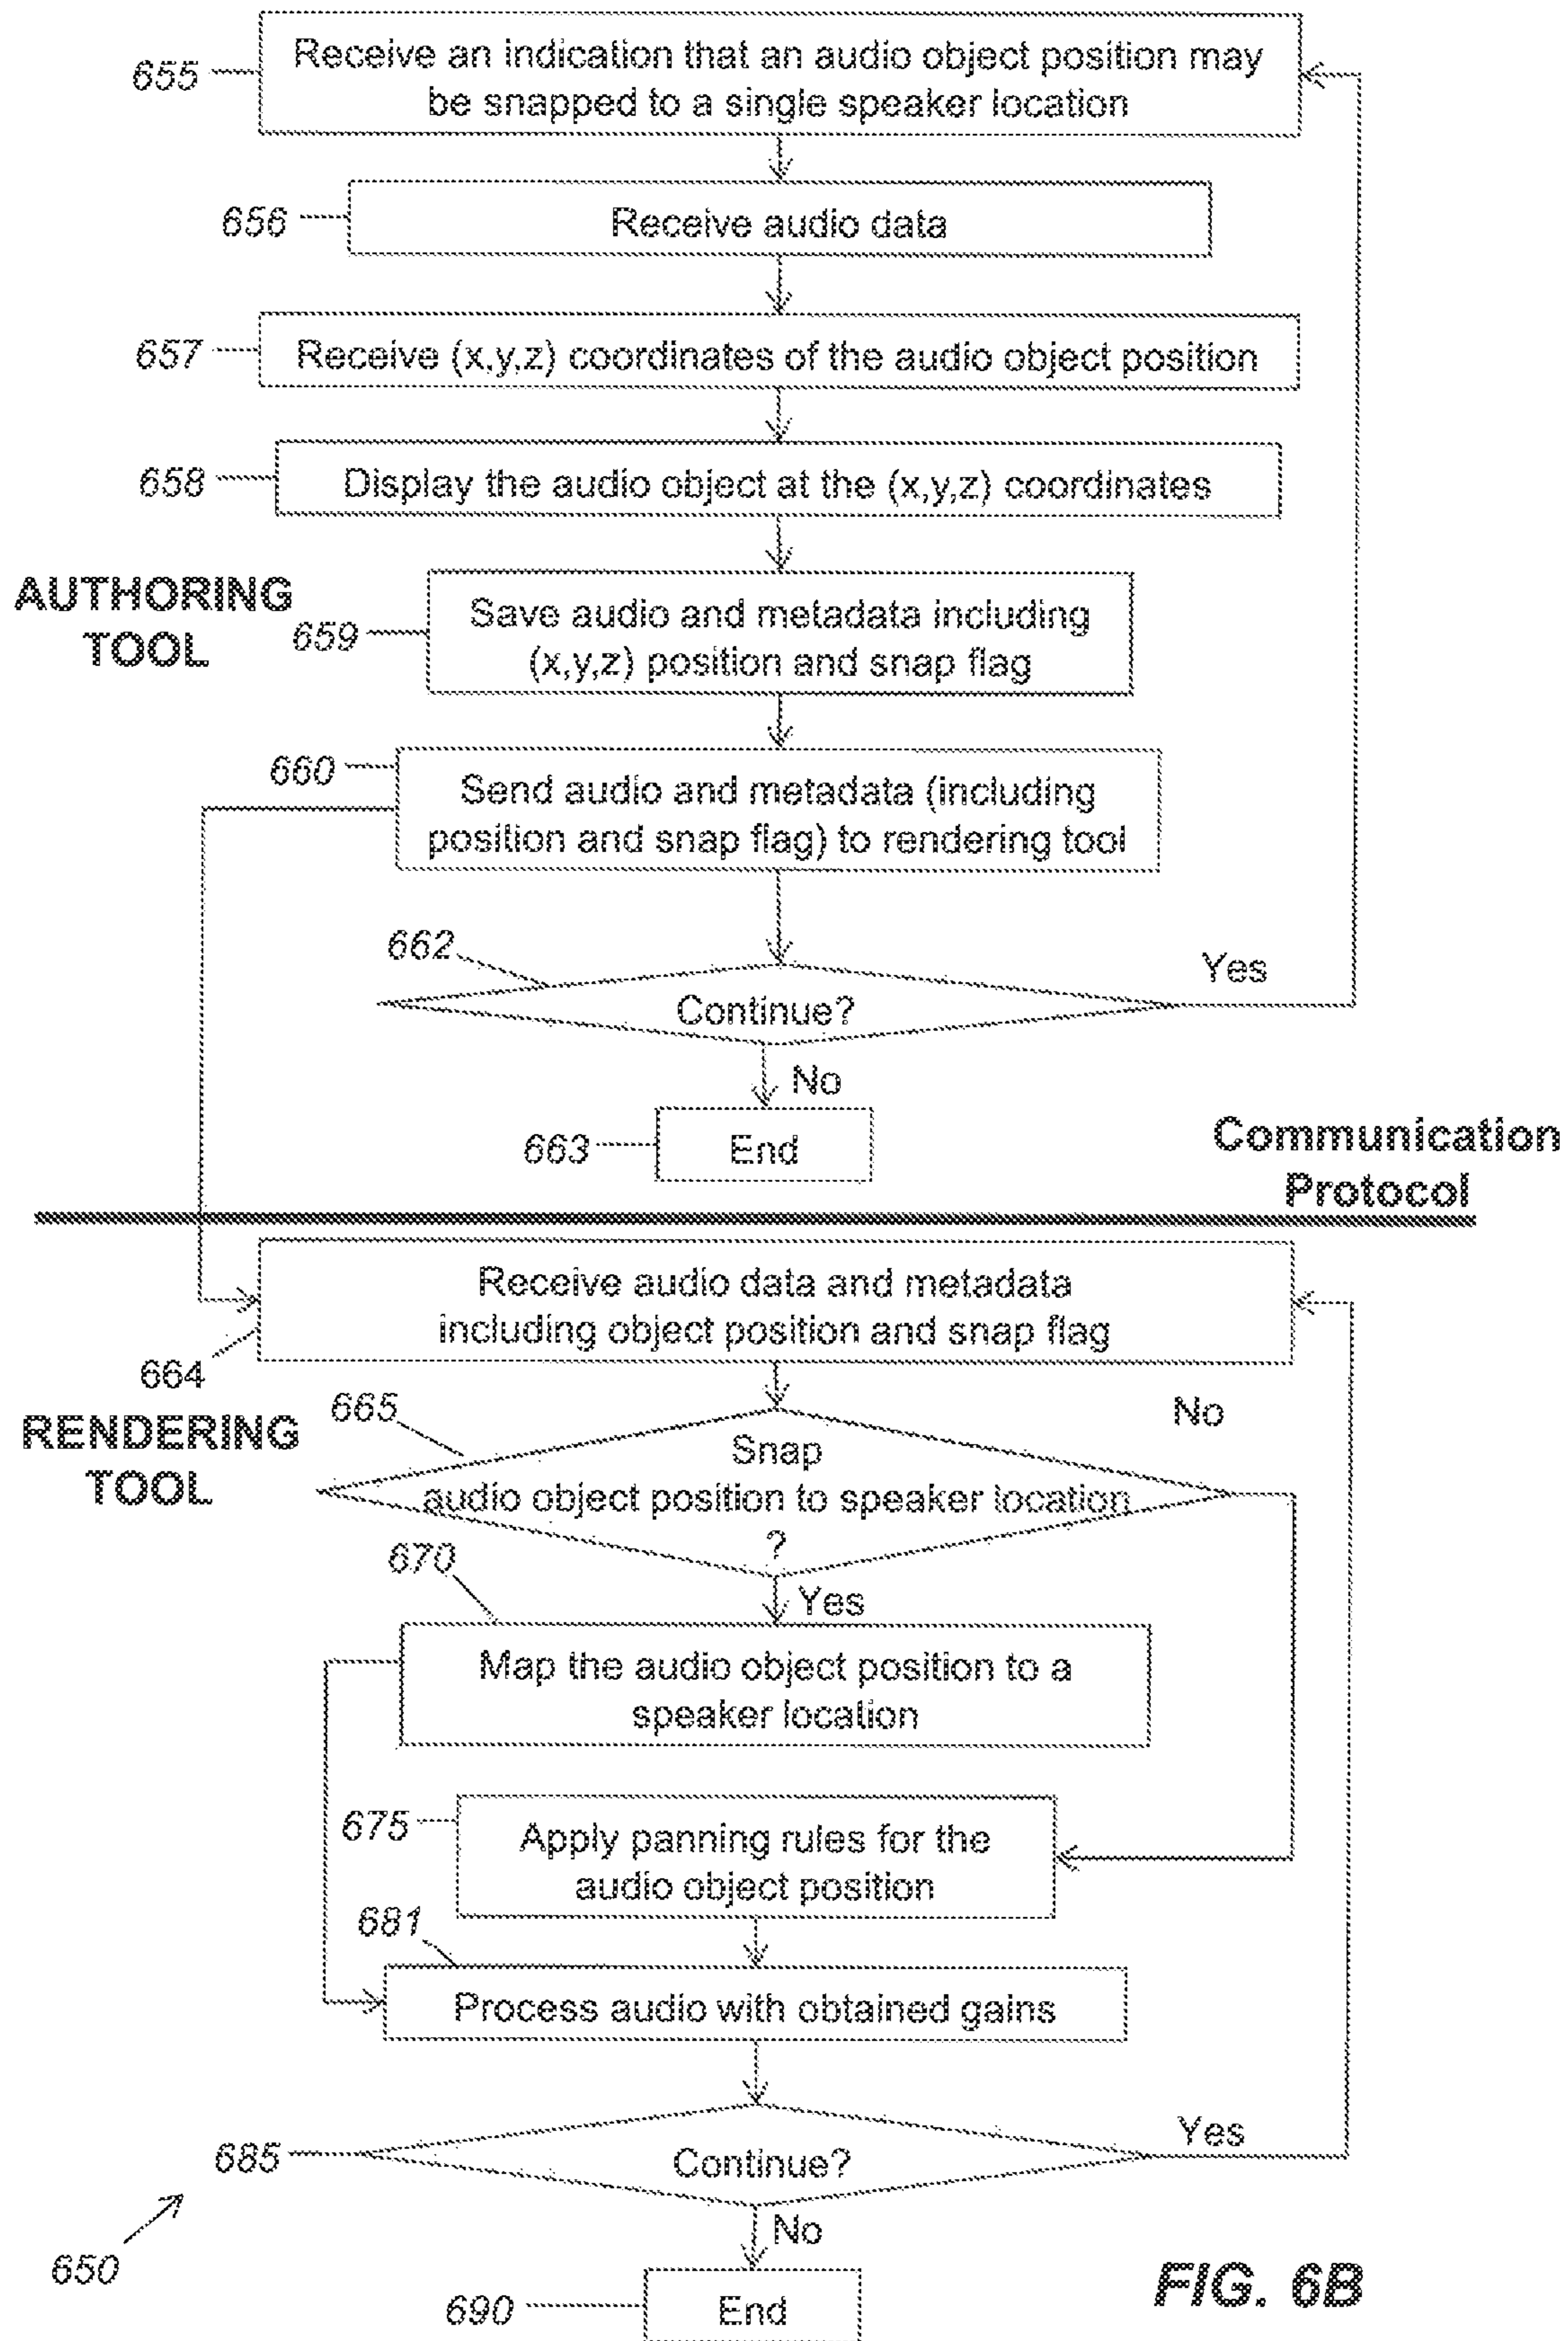 655
Receive an indication that an audio object position may
be snapped to a single speaker location
656
Receive audio data
657
Receive (x,y,z) coordinates of the audio object position
658
Display the audio object at the (x,y,z) coordinates
AUTHORING
TOOL
659
Save audio and metadata including
(x,y,z) position and snap flag
660
Send audio and metadata (including
position and snap flag) to rendering tool
662
Continue?
Yes
No
663
End
Communication
Protocol
Receive audio data and metadata
including object position and snap flag
664
RENDERING
TOOL
665
Snap
audio object position to speaker location
?
No
Yes
670
Map the audio object position to a
speaker location
675
Apply panning rules for the
audio object position
681
Process audio with obtained gains
685
Continue?
Yes
No
650
690
End
FIG. 6B